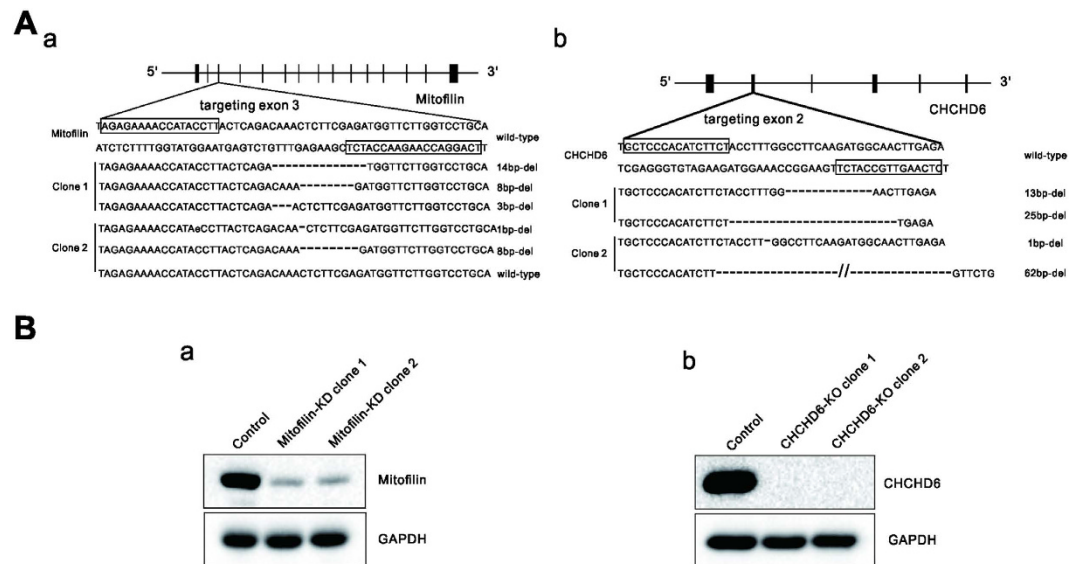 A
a
5' 3'
Mitofilin
targeting exon 3
Mitofilin
TAGAGAAAACCATACCTTACTCAGACAAACTCTTCGAGATGGTTCTTGGTCCTGCA
ATCTCTTTTGGTATGGAATGAGTCTGTTTGAGAAGCTCTACCAAGAACCAGGACTT
wild-type
Clone 1
TAGAGAAAACCATACCTTACTCAGA------------TGGTTCTTGGTCCTGCA 14bp-del
TAGAGAAAACCATACCTTACTCAGACAAA--------GATGGTTCTTGGTCCTGCA 8bp-del
TAGAGAAAACCATACCTTACTCAGA---ACTCTTCGAGATGGTTCTTGGTCCTGCA 3bp-del
Clone 2
TAGAGAAAACCATAeCCTTACTCAGACAA-CTCTTCGAGATGGTTCTTGGTCCTGCA 1bp-del
TAGAGAAAACCATACCTTACTCAGACAAA--------GATGGTTCTTGGTCCTGCA 8bp-del
TAGAGAAAACCATACCTTACTCAGACAAACTCTTCGAGATGGTTCTTGGTCCTGCA wild-type
b
5' 3'
CHCHD6
targeting exon 2
CHCHD6
TGCTCCCACATCTTCTACCTTTGGCCTTCAAGATGGCAACTTGAGA
TCGAGGGTGTAGAAGATGGAAACCGGAAGTTCTACCGTTGAACTCT
wild-type
Clone 1
TGCTCCCACATCTTCTACCTTTGG-------------AACTTGAGA 13bp-del
TGCTCCCACATCTTCT-------------------------TGAGA 25bp-del
Clone 2
TGCTCCCACATCTTCTACCTT-GGCCTTCAAGATGGCAACTTGAGA 1bp-del
TGCTCCCACATCTT----------------//----------------GTTCTG 62bp-del
B
a
Control Mitofilin-KD clone 1 Mitofilin-KD clone 2
Mitofilin
GAPDH
b
Control CHCHD6-KO clone 1 CHCHD6-KO clone 2
CHCHD6
GAPDH